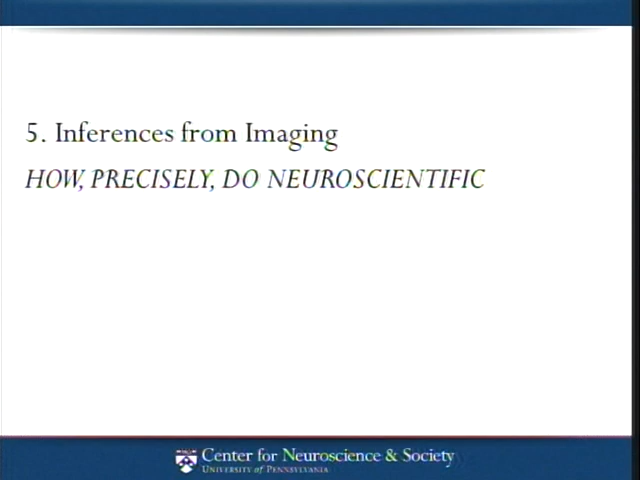 5. Inferences from Imaging
HOW, PRECISELY, DO NEUROSCIENTIFIC
Center for Neuroscience & Society
UNIVERSITY of PENNSYLVANIA